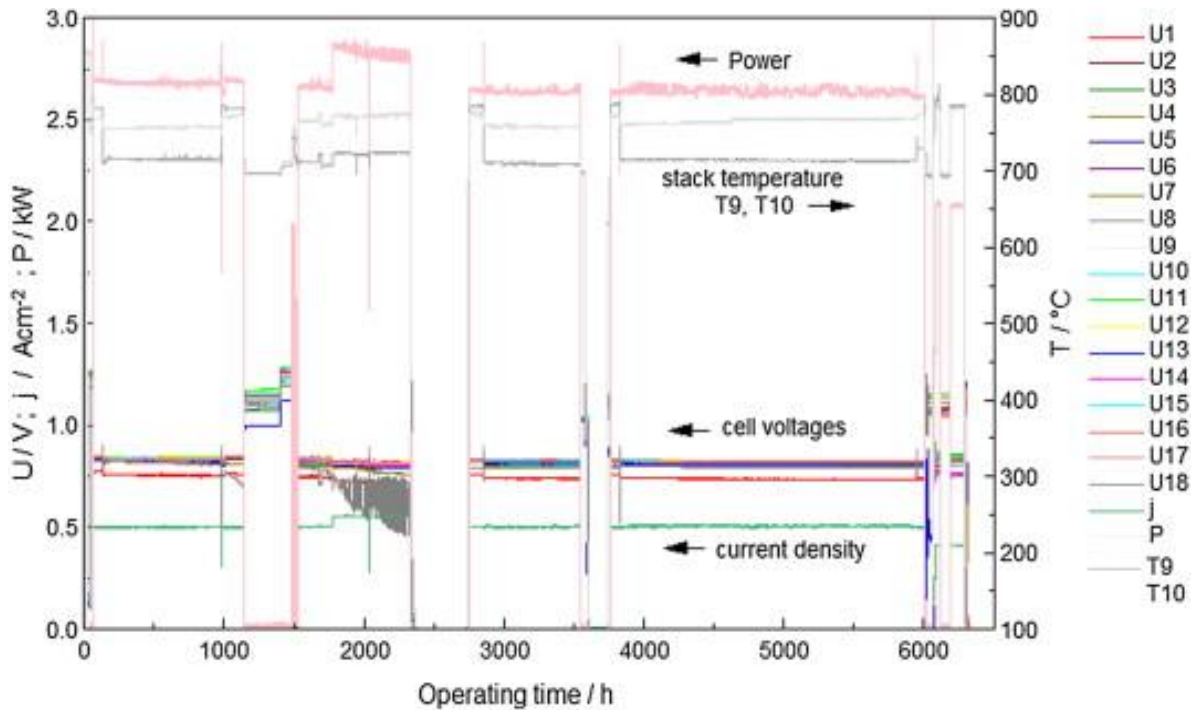 3.0
2.5
2.0
1.5
1.0
0.5
0.0
U / V ; j / Acm⁻² ; P / kW
0
1000
2000
3000
4000
5000
6000
Operating time / h
900
800
700
600
500
400
300
200
100
T / °C
Power
stack temperature
T9, T10
cell voltages
current density
U1
U2
U3
U4
U5
U6
U7
U8
U9
U10
U11
U12
U13
U14
U15
U16
U17
U18
j
P
T9
T10